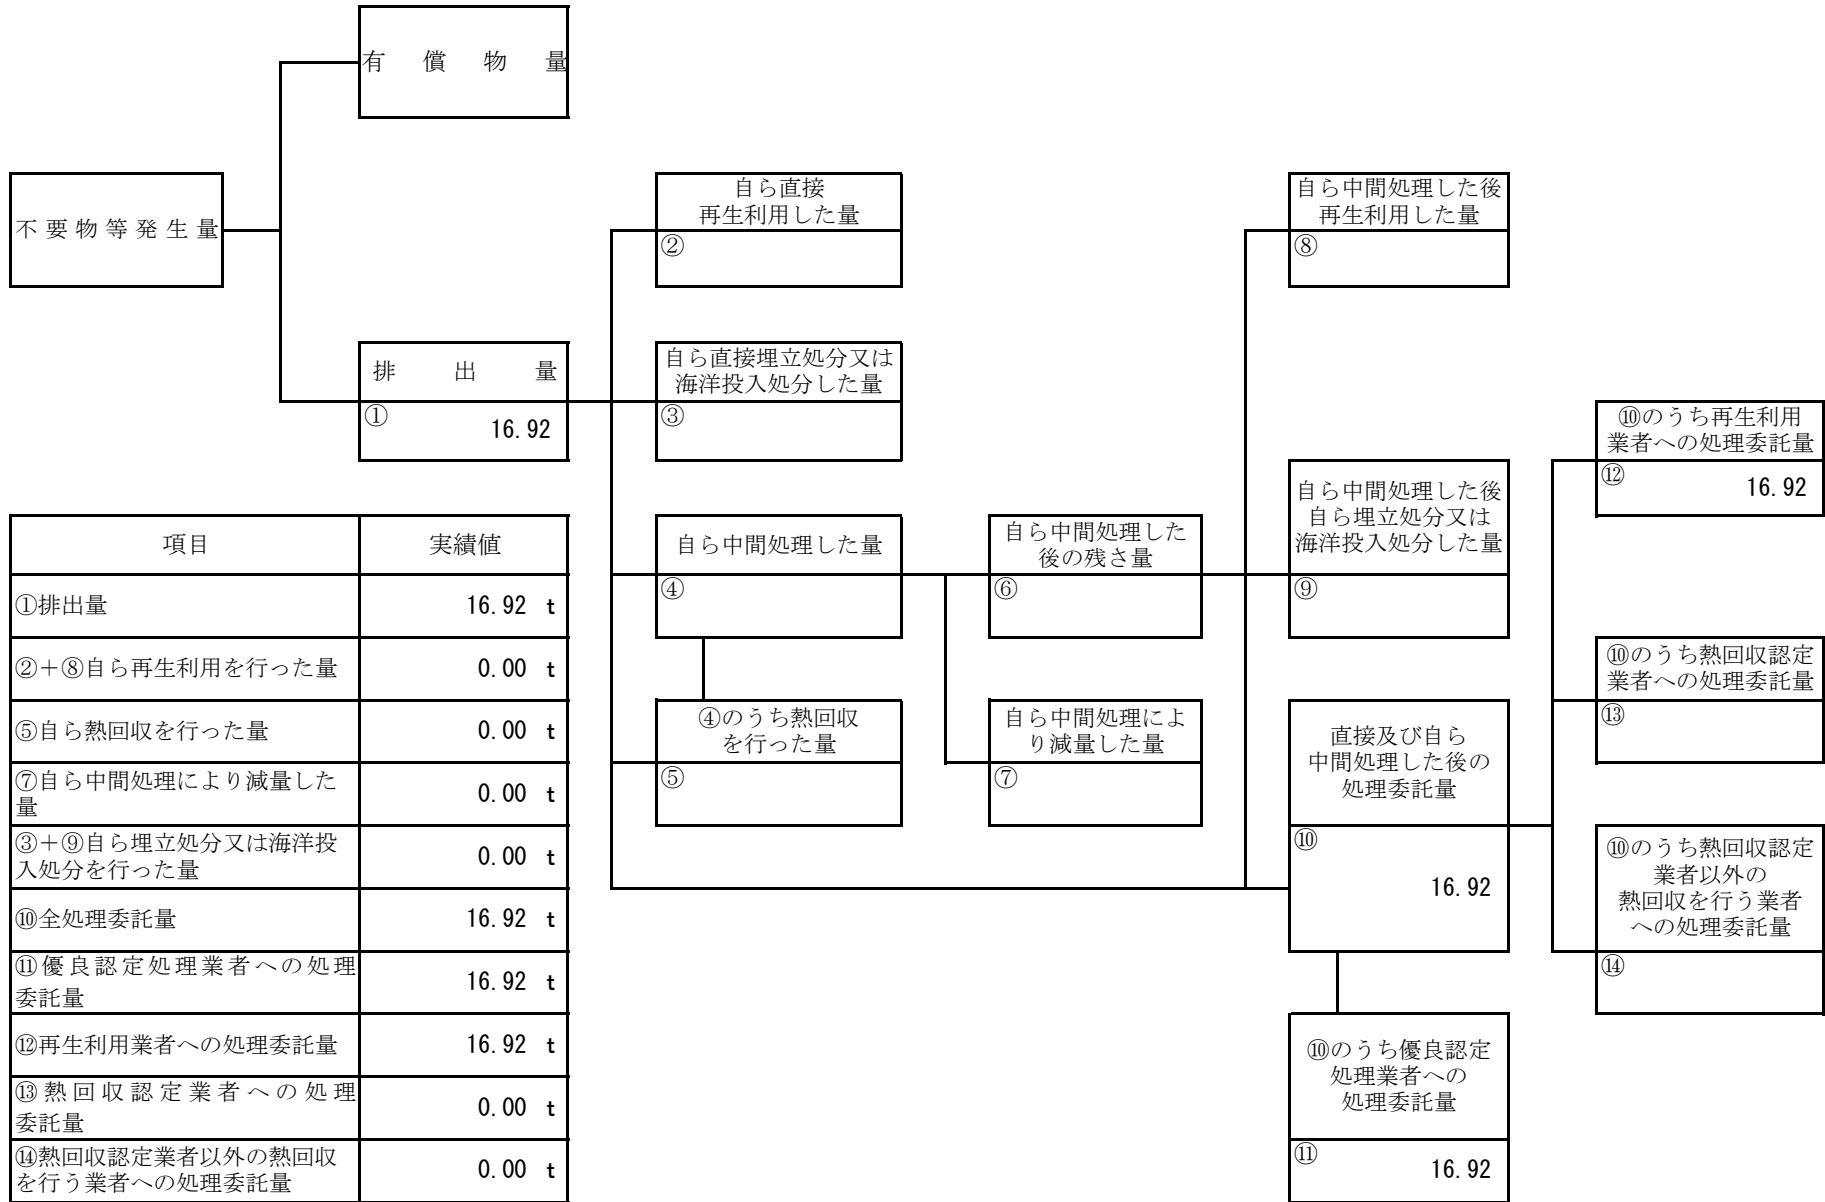 有償物量
不要物等発生量
自ら直接
再生利用した量
②
自ら中間処理した後
再生利用した量
⑧
排出量
①
16.92
自ら直接埋立処分又は
海洋投入処分した量
③
⑩のうち再生利用
業者への処理委託量
⑫
16.92
自ら中間処理した量
④
自ら中間処理した
後の残さ量
⑥
自ら中間処理した後
自ら埋立処分又は
海洋投入処分した量
⑨
⑩のうち熱回収認定
業者への処理委託量
⑬
④のうち熱回収
を行った量
⑤
自ら中間処理によ
り減量した量
⑦
直接及び自ら
中間処理した後の
処理委託量
⑩
16.92
⑩のうち熱回収認定
業者以外の
熱回収を行う業者
への処理委託量
⑭
⑩のうち優良認定
処理業者への
処理委託量
⑪
16.92
項目 実績値
①排出量 16.92 t
②＋⑧自ら再生利用を行った量 0.00 t
⑤自ら熱回収を行った量 0.00 t
⑦自ら中間処理により減量した
量 0.00 t
③＋⑨自ら埋立処分又は海洋投
入処分を行った量 0.00 t
⑩全処理委託量 16.92 t
⑪優良認定処理業者への処理
委託量 16.92 t
⑫再生利用業者への処理委託量 16.92 t
⑬熱回収認定業者への処理
委託量 0.00 t
⑭熱回収認定業者以外の熱回収
を行う業者への処理委託量 0.00 t